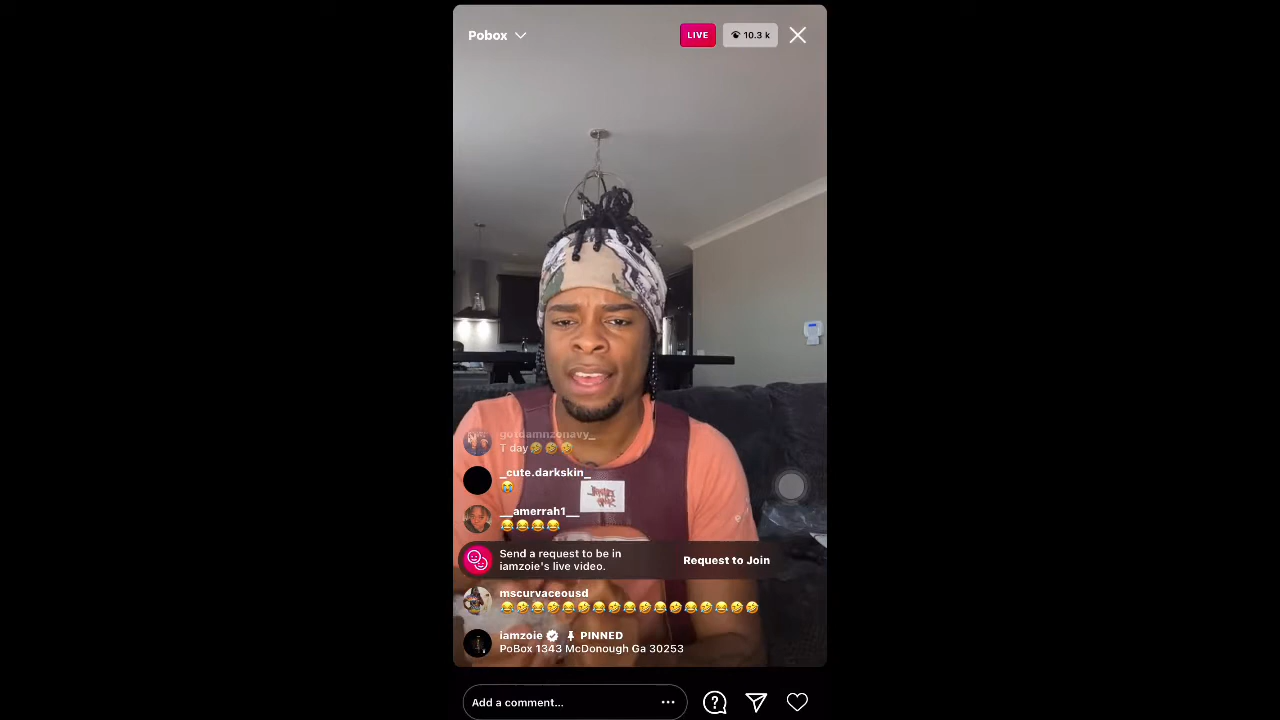 Pobox
LIVE
10.3 k
gotdamnzonavy_
T day🤣🤣🤣
_cute.darkskin_
😭
__amerrah1__
😂😂😂😂
Send a request to be in
iamzoie's live video.
Request to Join
mscurvaceousd
😂🤣😂🤣😂🤣😂🤣😂🤣😂🤣😂🤣😂🤣🤣
iamzoie PINNED
PoBox 1343 McDonough Ga 30253
Add a comment...